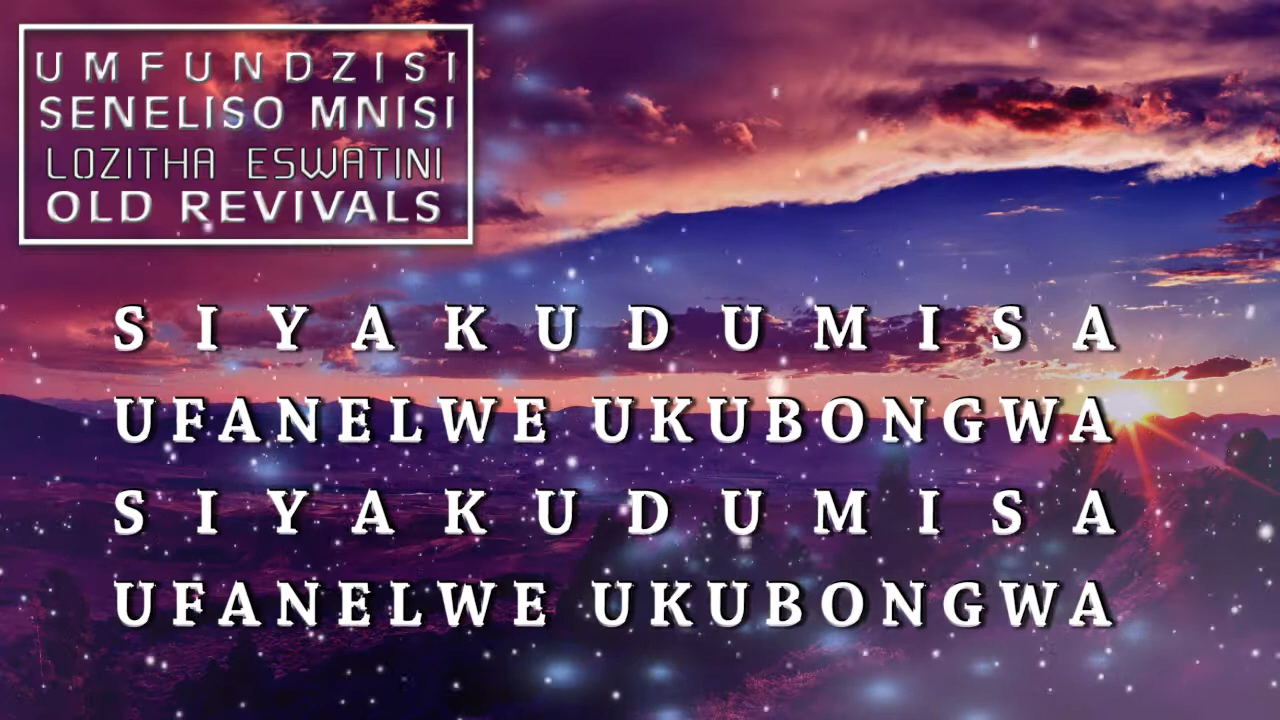 UMFUNDZISI
SENELISO MNISI
LOZITHA ESWATINI
OLD REVIVALS
SIYAKUDUMISA
UFANELWE UKUBONGWA
SIYAKUDUMISA
UFANELWE UKUBONGWA